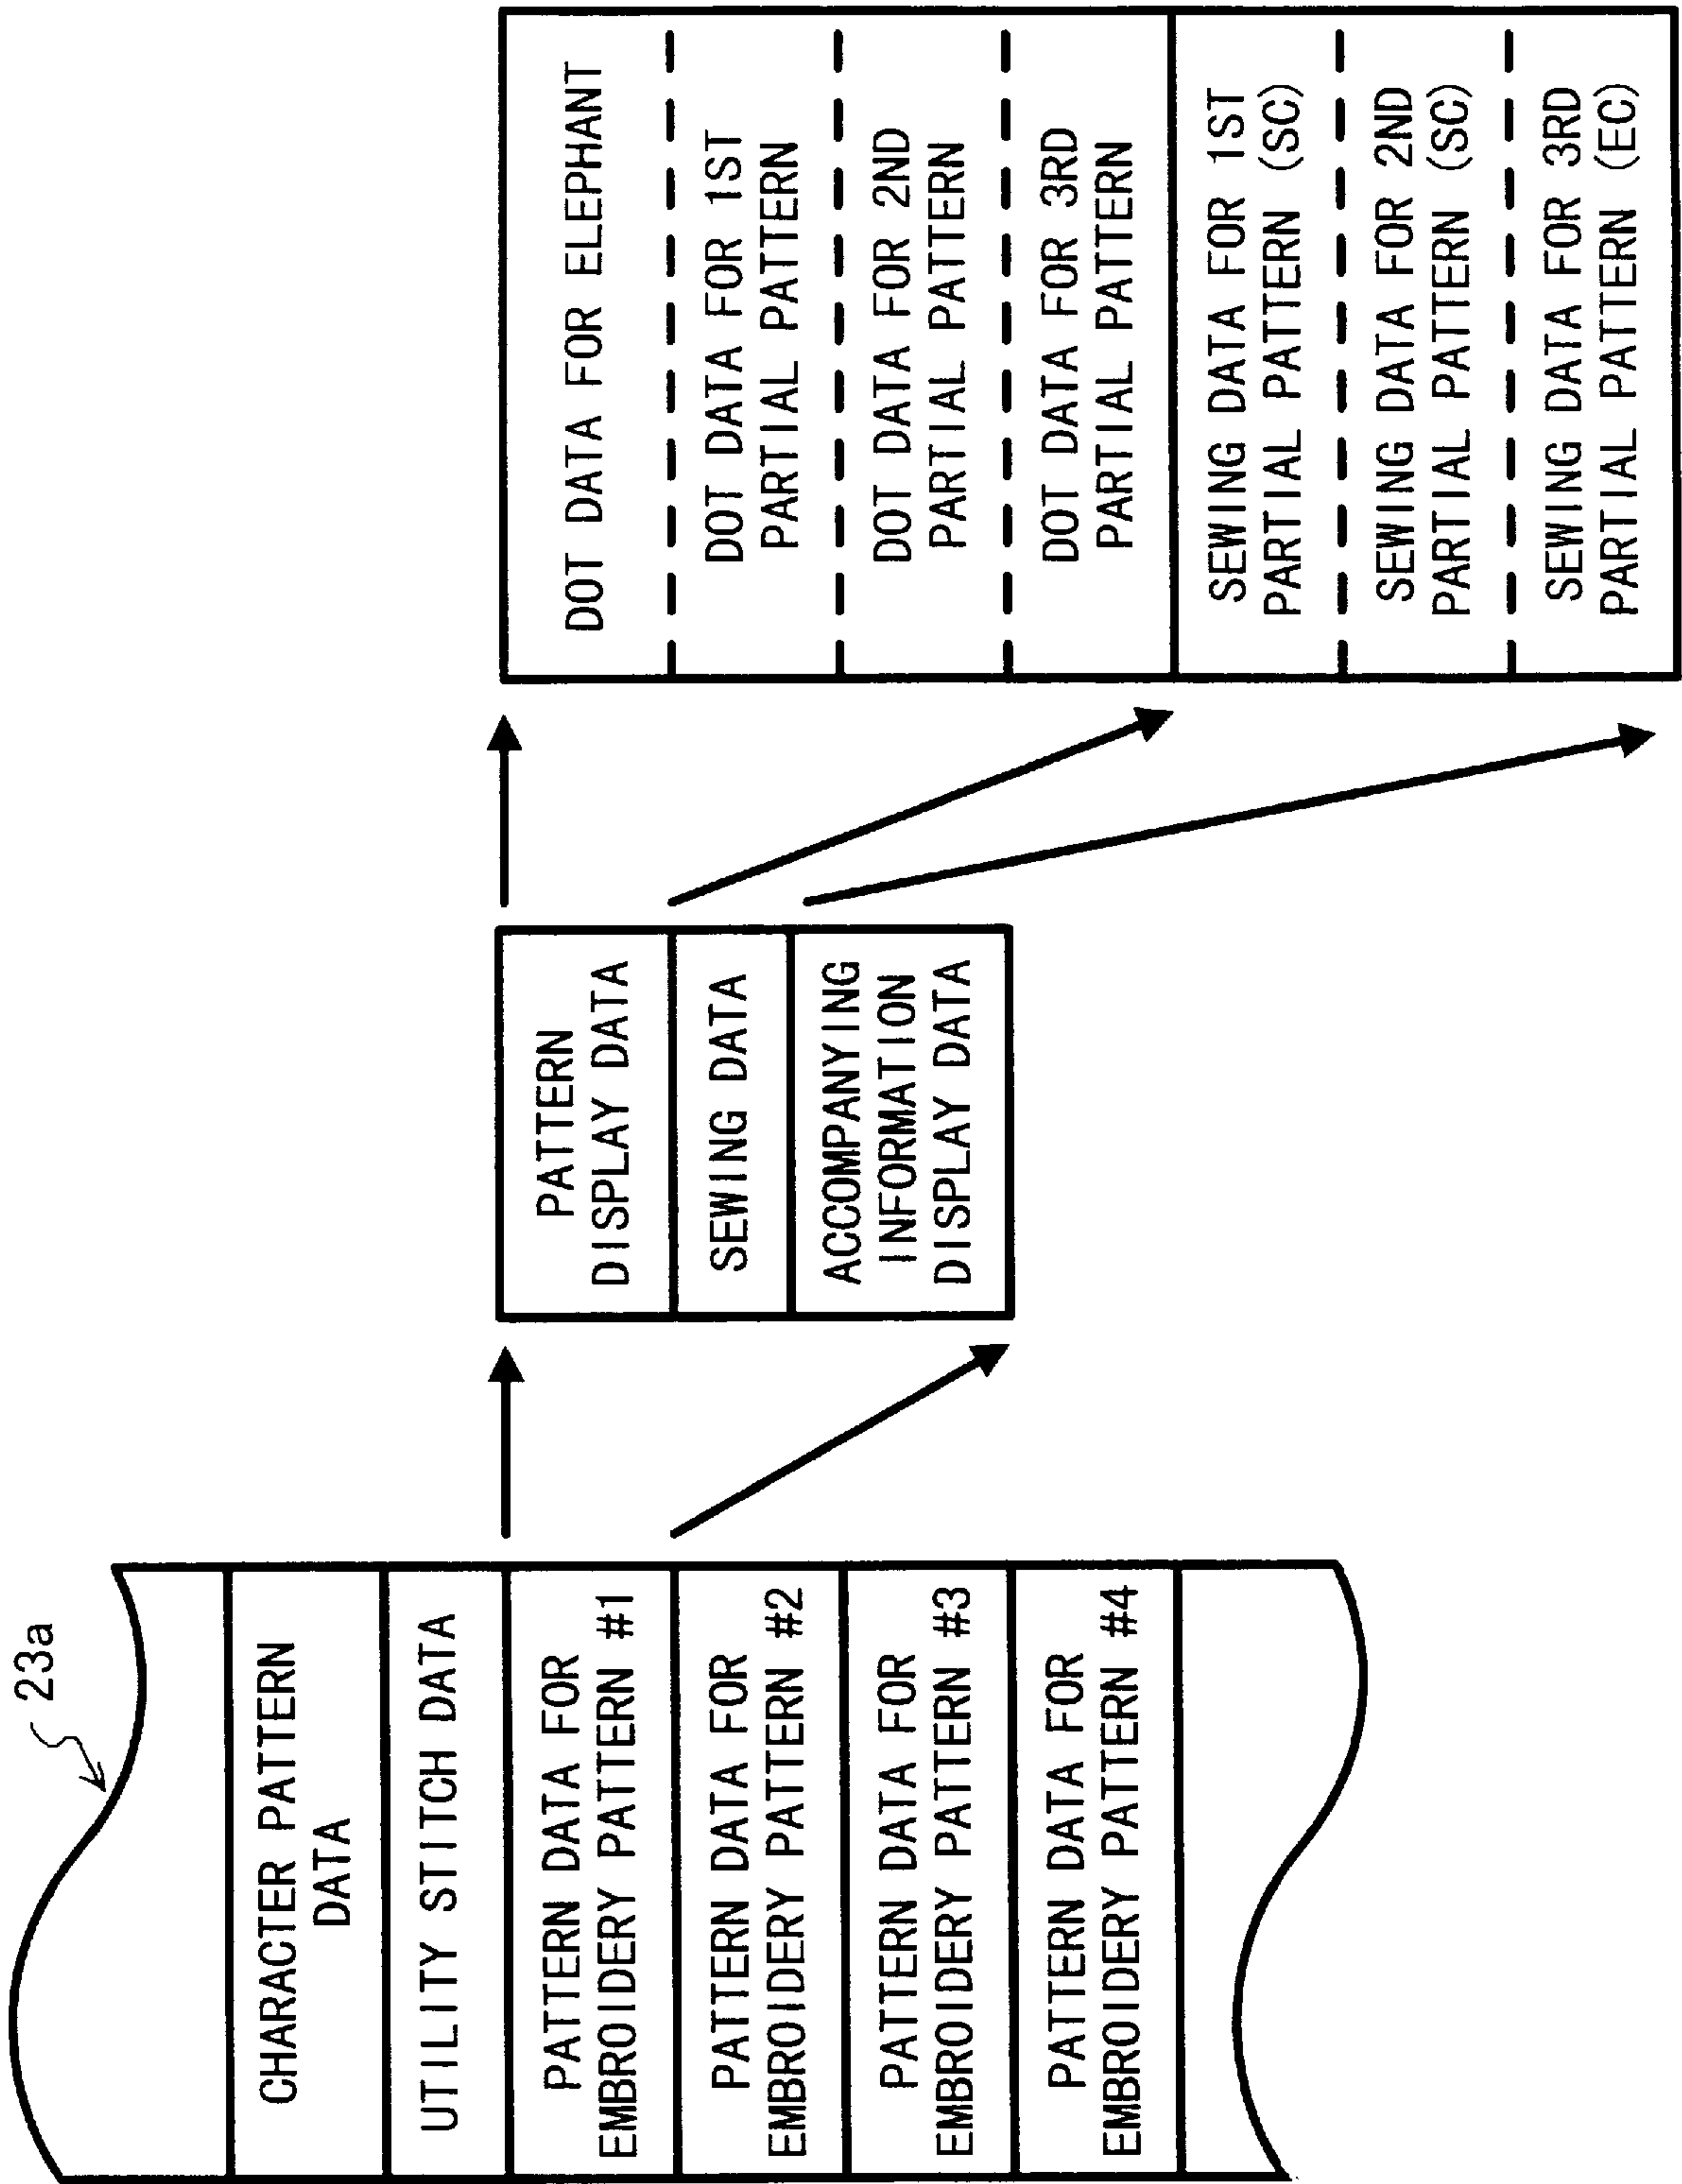 23a
CHARACTER PATTERN
DATA
UTILITY STITCH DATA
PATTERN DATA FOR
EMBROIDERY PATTERN #1
PATTERN DATA FOR
EMBROIDERY PATTERN #2
PATTERN DATA FOR
EMBROIDERY PATTERN #3
PATTERN DATA FOR
EMBROIDERY PATTERN #4
PATTERN
DISPLAY DATA
SEWING DATA
ACCOMPANYING
INFORMATION
DISPLAY DATA
DOT DATA FOR ELEPHANT
DOT DATA FOR 1ST
PARTIAL PATTERN
DOT DATA FOR 2ND
PARTIAL PATTERN
DOT DATA FOR 3RD
PARTIAL PATTERN
SEWING DATA FOR 1ST
PARTIAL PATTERN (SC)
SEWING DATA FOR 2ND
PARTIAL PATTERN (SC)
SEWING DATA FOR 3RD
PARTIAL PATTERN (EC)